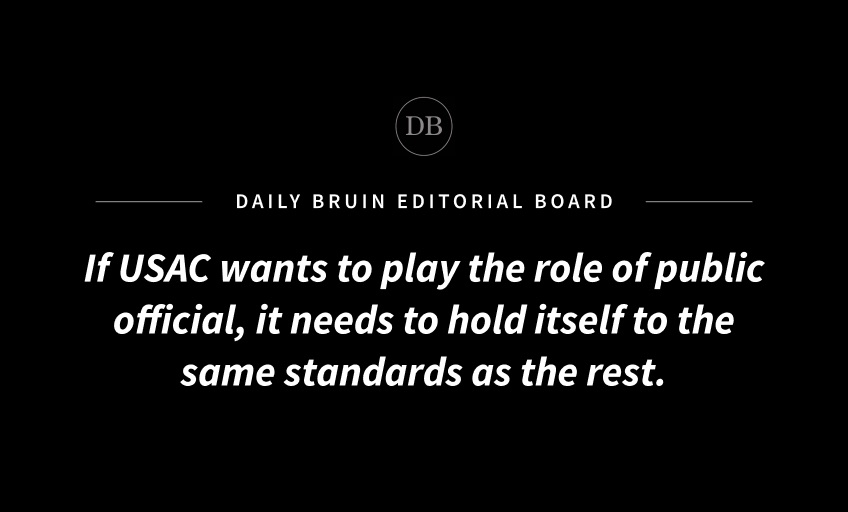 DB
DAILY BRUIN EDITORIAL BOARD
If USAC wants to play the role of public
official, it needs to hold itself to the
same standards as the rest.